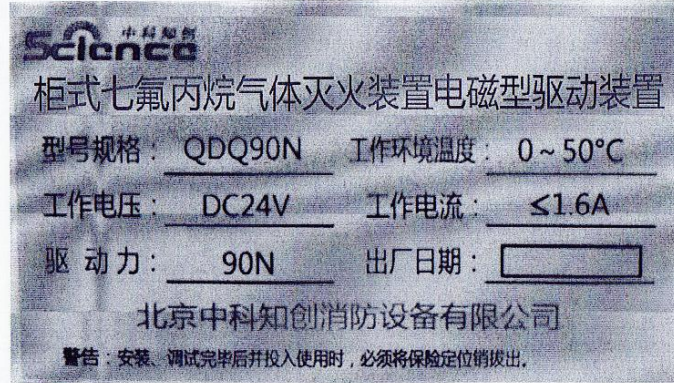 中科知创
Science
柜式七氟丙烷气体灭火装置电磁型驱动装置
型号规格： QDQ90N 工作环境温度： 0~50°C
工作电压： DC24V 工作电流： ≤1.6A
驱 动 力： 90N 出厂日期：
北京中科知创消防设备有限公司
警告：安装、调试完毕后并投入使用时，必须将保险定位销拔出。